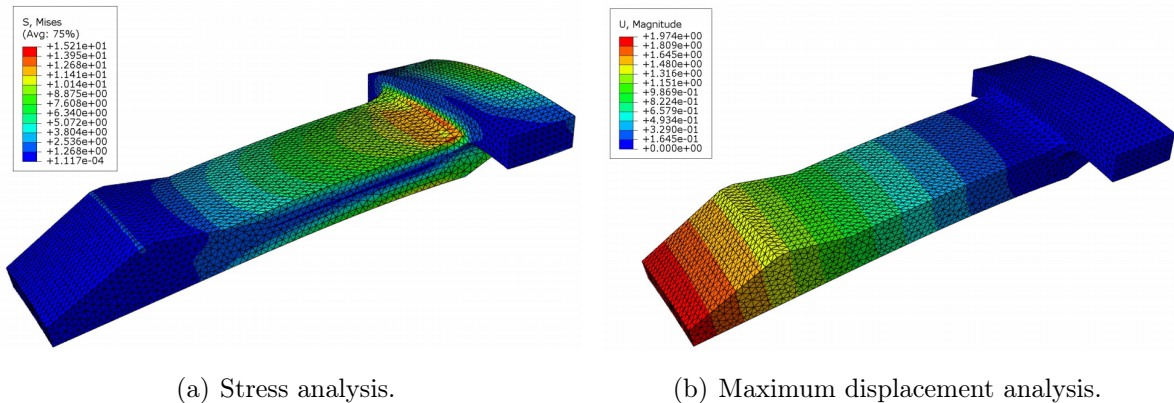 S, Mises
(Avg: 75%)
+1.521e+01
+1.395e+01
+1.268e+01
+1.141e+01
+1.014e+01
+8.875e+00
+7.608e+00
+6.340e+00
+5.072e+00
+3.804e+00
+2.536e+00
+1.268e+00
+1.117e-04
U, Magnitude
+1.974e+00
+1.809e+00
+1.645e+00
+1.480e+00
+1.316e+00
+1.151e+00
+9.869e-01
+8.224e-01
+6.579e-01
+4.934e-01
+3.290e-01
+1.645e-01
+0.000e+00
(a) Stress analysis.
(b) Maximum displacement analysis.